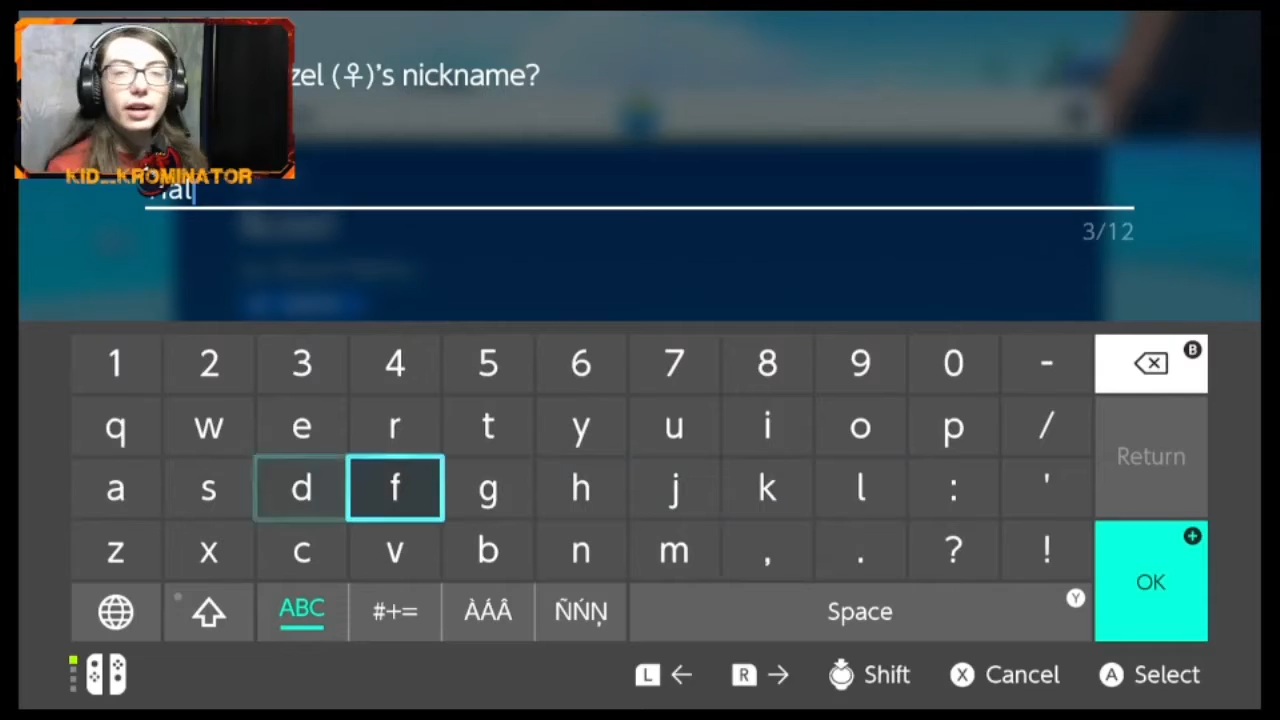 zel (♀)'s nickname?
KID_KROMINATOR
al
3/12
1 2 3 4 5 6 7 8 9 0 -
q w e r t y u i o p /
Return
a s d f g h j k l : '
z x c v b n m , . ? !
OK
ABC #+= ÀÁÂ ÑŃŅ Space
L ← R → Shift X Cancel A Select
B
+
Y